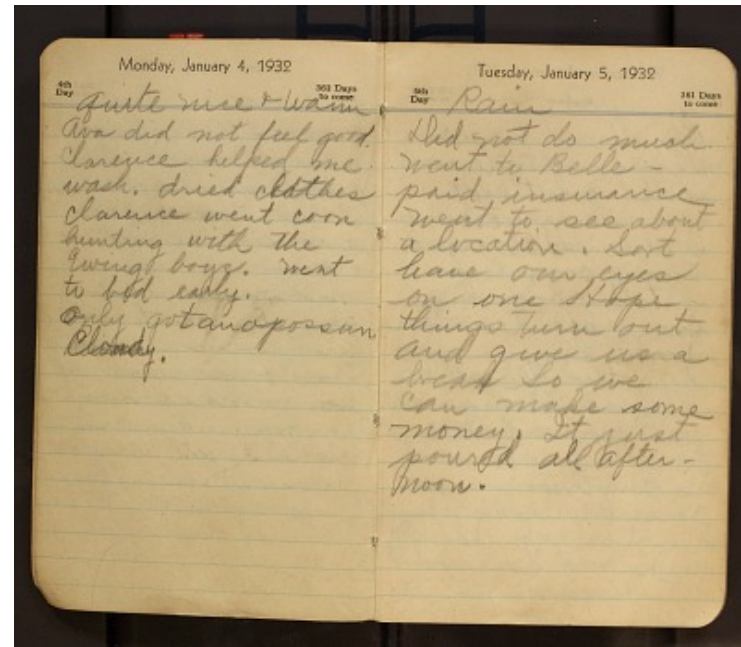 Monday, January 4, 1932
4th
Day
362 Days
to come
Quite nice & Warm
Ava did not feel good.
Clarence helped me
wash. dried clothes
Clarence went coon
hunting with the
Ewing boys. Went
to bed early.
only got an opossum
Cloudy.
Tuesday, January 5, 1932
5th
Day
361 Days
to come
Rain
Did not do much.
Went to Belle -
paid insurance
went to see about
a location. Sort
have our eyes
on one Hope
things turn out
and give us a
break So we
can make some
money. It just
poured all after-
noon.